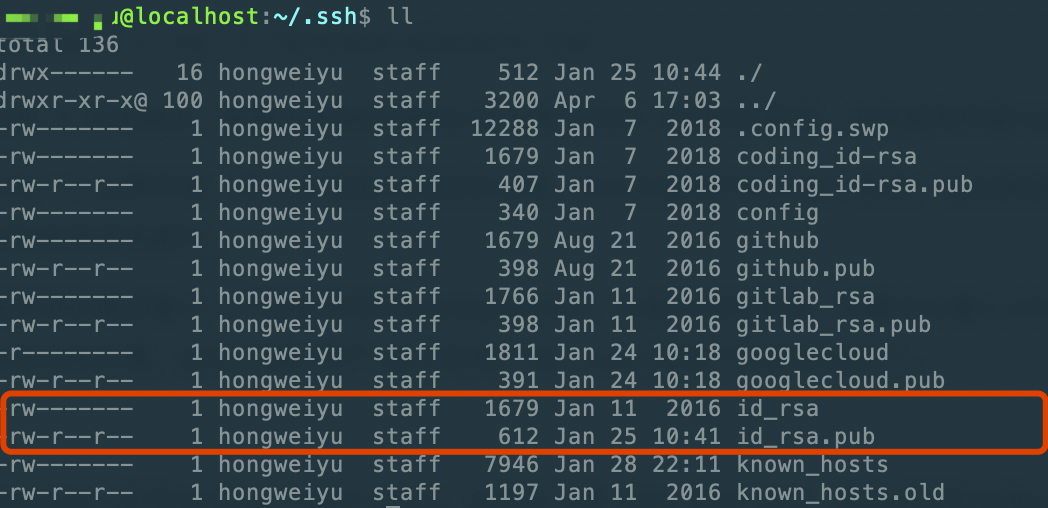 u@localhost:~/.ssh$ ll
total 136
drwx------ 16 hongweiyu staff 512 Jan 25 10:44 ./
drwxr-xr-x@ 100 hongweiyu staff 3200 Apr 6 17:03 ../
-rw------- 1 hongweiyu staff 12288 Jan 7 2018 .config.swp
-rw------- 1 hongweiyu staff 1679 Jan 7 2018 coding_id-rsa
-rw-r--r-- 1 hongweiyu staff 407 Jan 7 2018 coding_id-rsa.pub
-rw------- 1 hongweiyu staff 340 Jan 7 2018 config
-rw------- 1 hongweiyu staff 1679 Aug 21 2016 github
-rw-r--r-- 1 hongweiyu staff 398 Aug 21 2016 github.pub
-rw------- 1 hongweiyu staff 1766 Jan 11 2016 gitlab_rsa
-rw-r--r-- 1 hongweiyu staff 398 Jan 11 2016 gitlab_rsa.pub
-r-------- 1 hongweiyu staff 1811 Jan 24 10:18 googlecloud
-rw-r--r-- 1 hongweiyu staff 391 Jan 24 10:18 googlecloud.pub
-rw------- 1 hongweiyu staff 1679 Jan 11 2016 id_rsa
-rw-r--r-- 1 hongweiyu staff 612 Jan 25 10:41 id_rsa.pub
-rw------- 1 hongweiyu staff 7946 Jan 28 22:11 known_hosts
-rw-r--r-- 1 hongweiyu staff 1197 Jan 11 2016 known_hosts.old